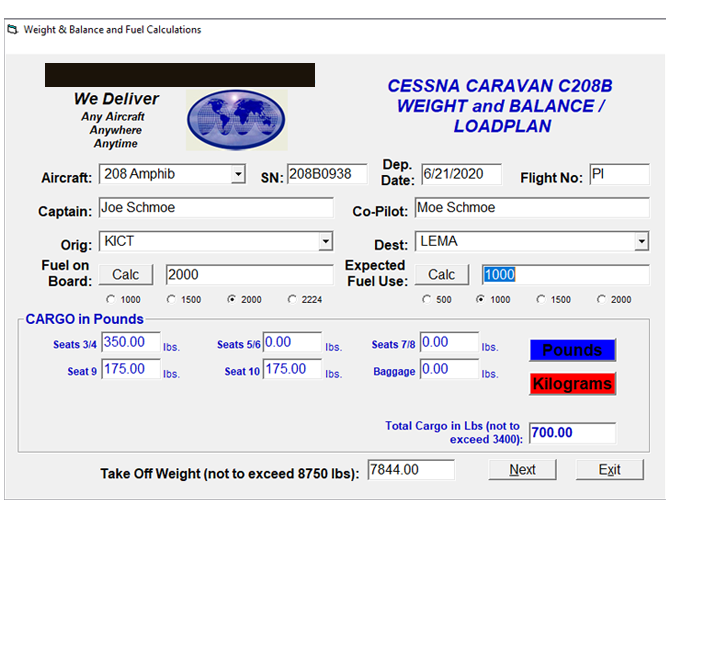 Weight & Balance and Fuel Calculations
We Deliver
Any Aircraft
Anywhere
Anytime
CESSNA CARAVAN C208B
WEIGHT and BALANCE /
LOADPLAN
Aircraft: 208 Amphib SN: 208B0938 Dep. Date: 6/21/2020 Flight No: PI
Captain: Joe Schmoe Co-Pilot: Moe Schmoe
Orig: KICT Dest: LEMA
Fuel on Board: Calc 2000 Expected Fuel Use: Calc 1000
1000 1500 2000 2224 500 1000 1500 2000
CARGO in Pounds
Seats 3/4 350.00 lbs. Seats 5/6 0.00 lbs. Seats 7/8 0.00 lbs. Pounds
Seat 9 175.00 lbs. Seat 10 175.00 lbs. Baggage 0.00 lbs. Kilograms
Total Cargo in Lbs (not to
exceed 3400): 700.00
Take Off Weight (not to exceed 8750 lbs): 7844.00 Next Exit